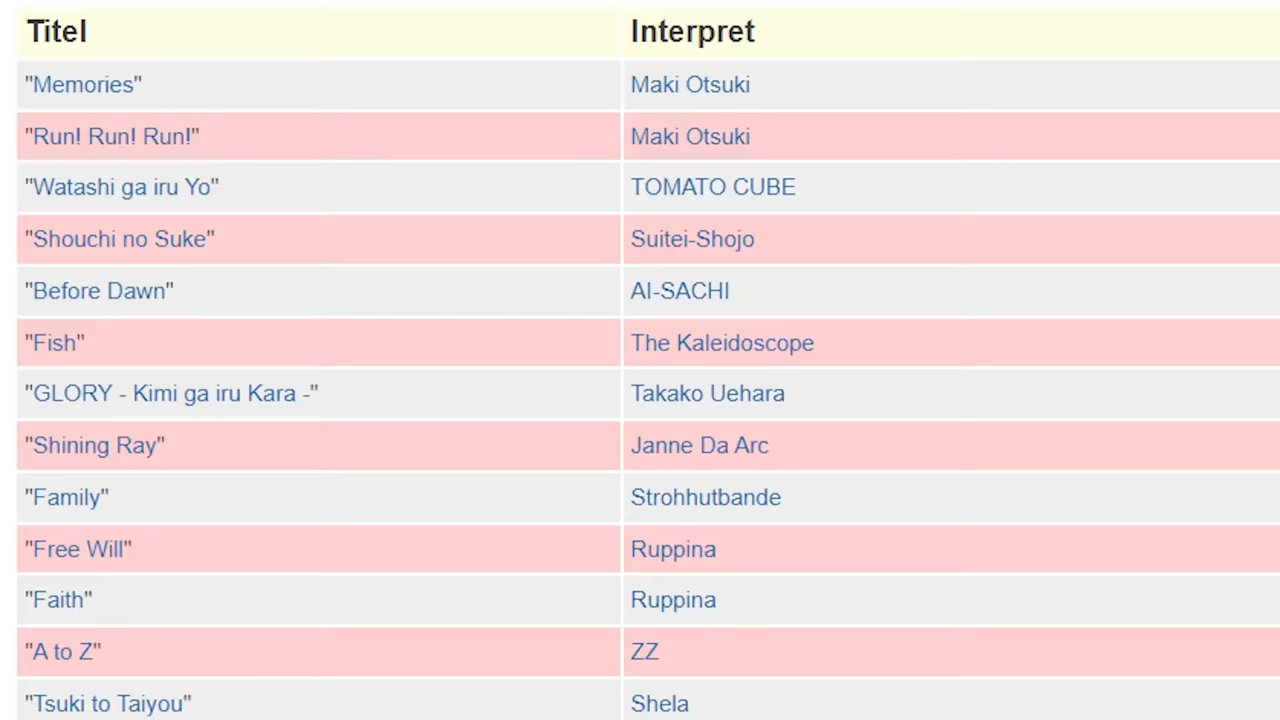 Titel Interpret
"Memories" Maki Otsuki
"Run! Run! Run!" Maki Otsuki
"Watashi ga iru Yo" TOMATO CUBE
"Shouchi no Suke" Suitei-Shojo
"Before Dawn" AI-SACHI
"Fish" The Kaleidoscope
"GLORY - Kimi ga iru Kara -" Takako Uehara
"Shining Ray" Janne Da Arc
"Family" Strohhutbande
"Free Will" Ruppina
"Faith" Ruppina
"A to Z" ZZ
"Tsuki to Taiyou" Shela